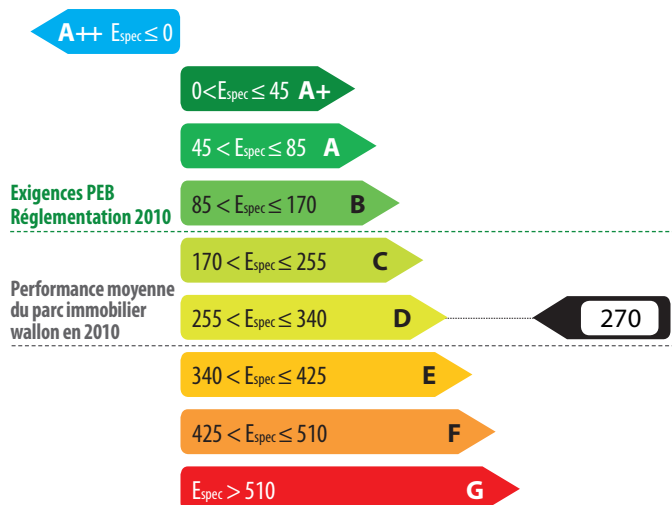 A++ Espec ≤ 0
0<Espec ≤ 45 A+
45 < Espec ≤ 85 A
Exigences PEB
Réglementation 2010
85 < Espec ≤ 170 B
170 < Espec ≤ 255 C
Performance moyenne
du parc immobilier
wallon en 2010
255 < Espec ≤ 340 D
270
340 < Espec ≤ 425 E
425 < Espec ≤ 510 F
Espec > 510 G